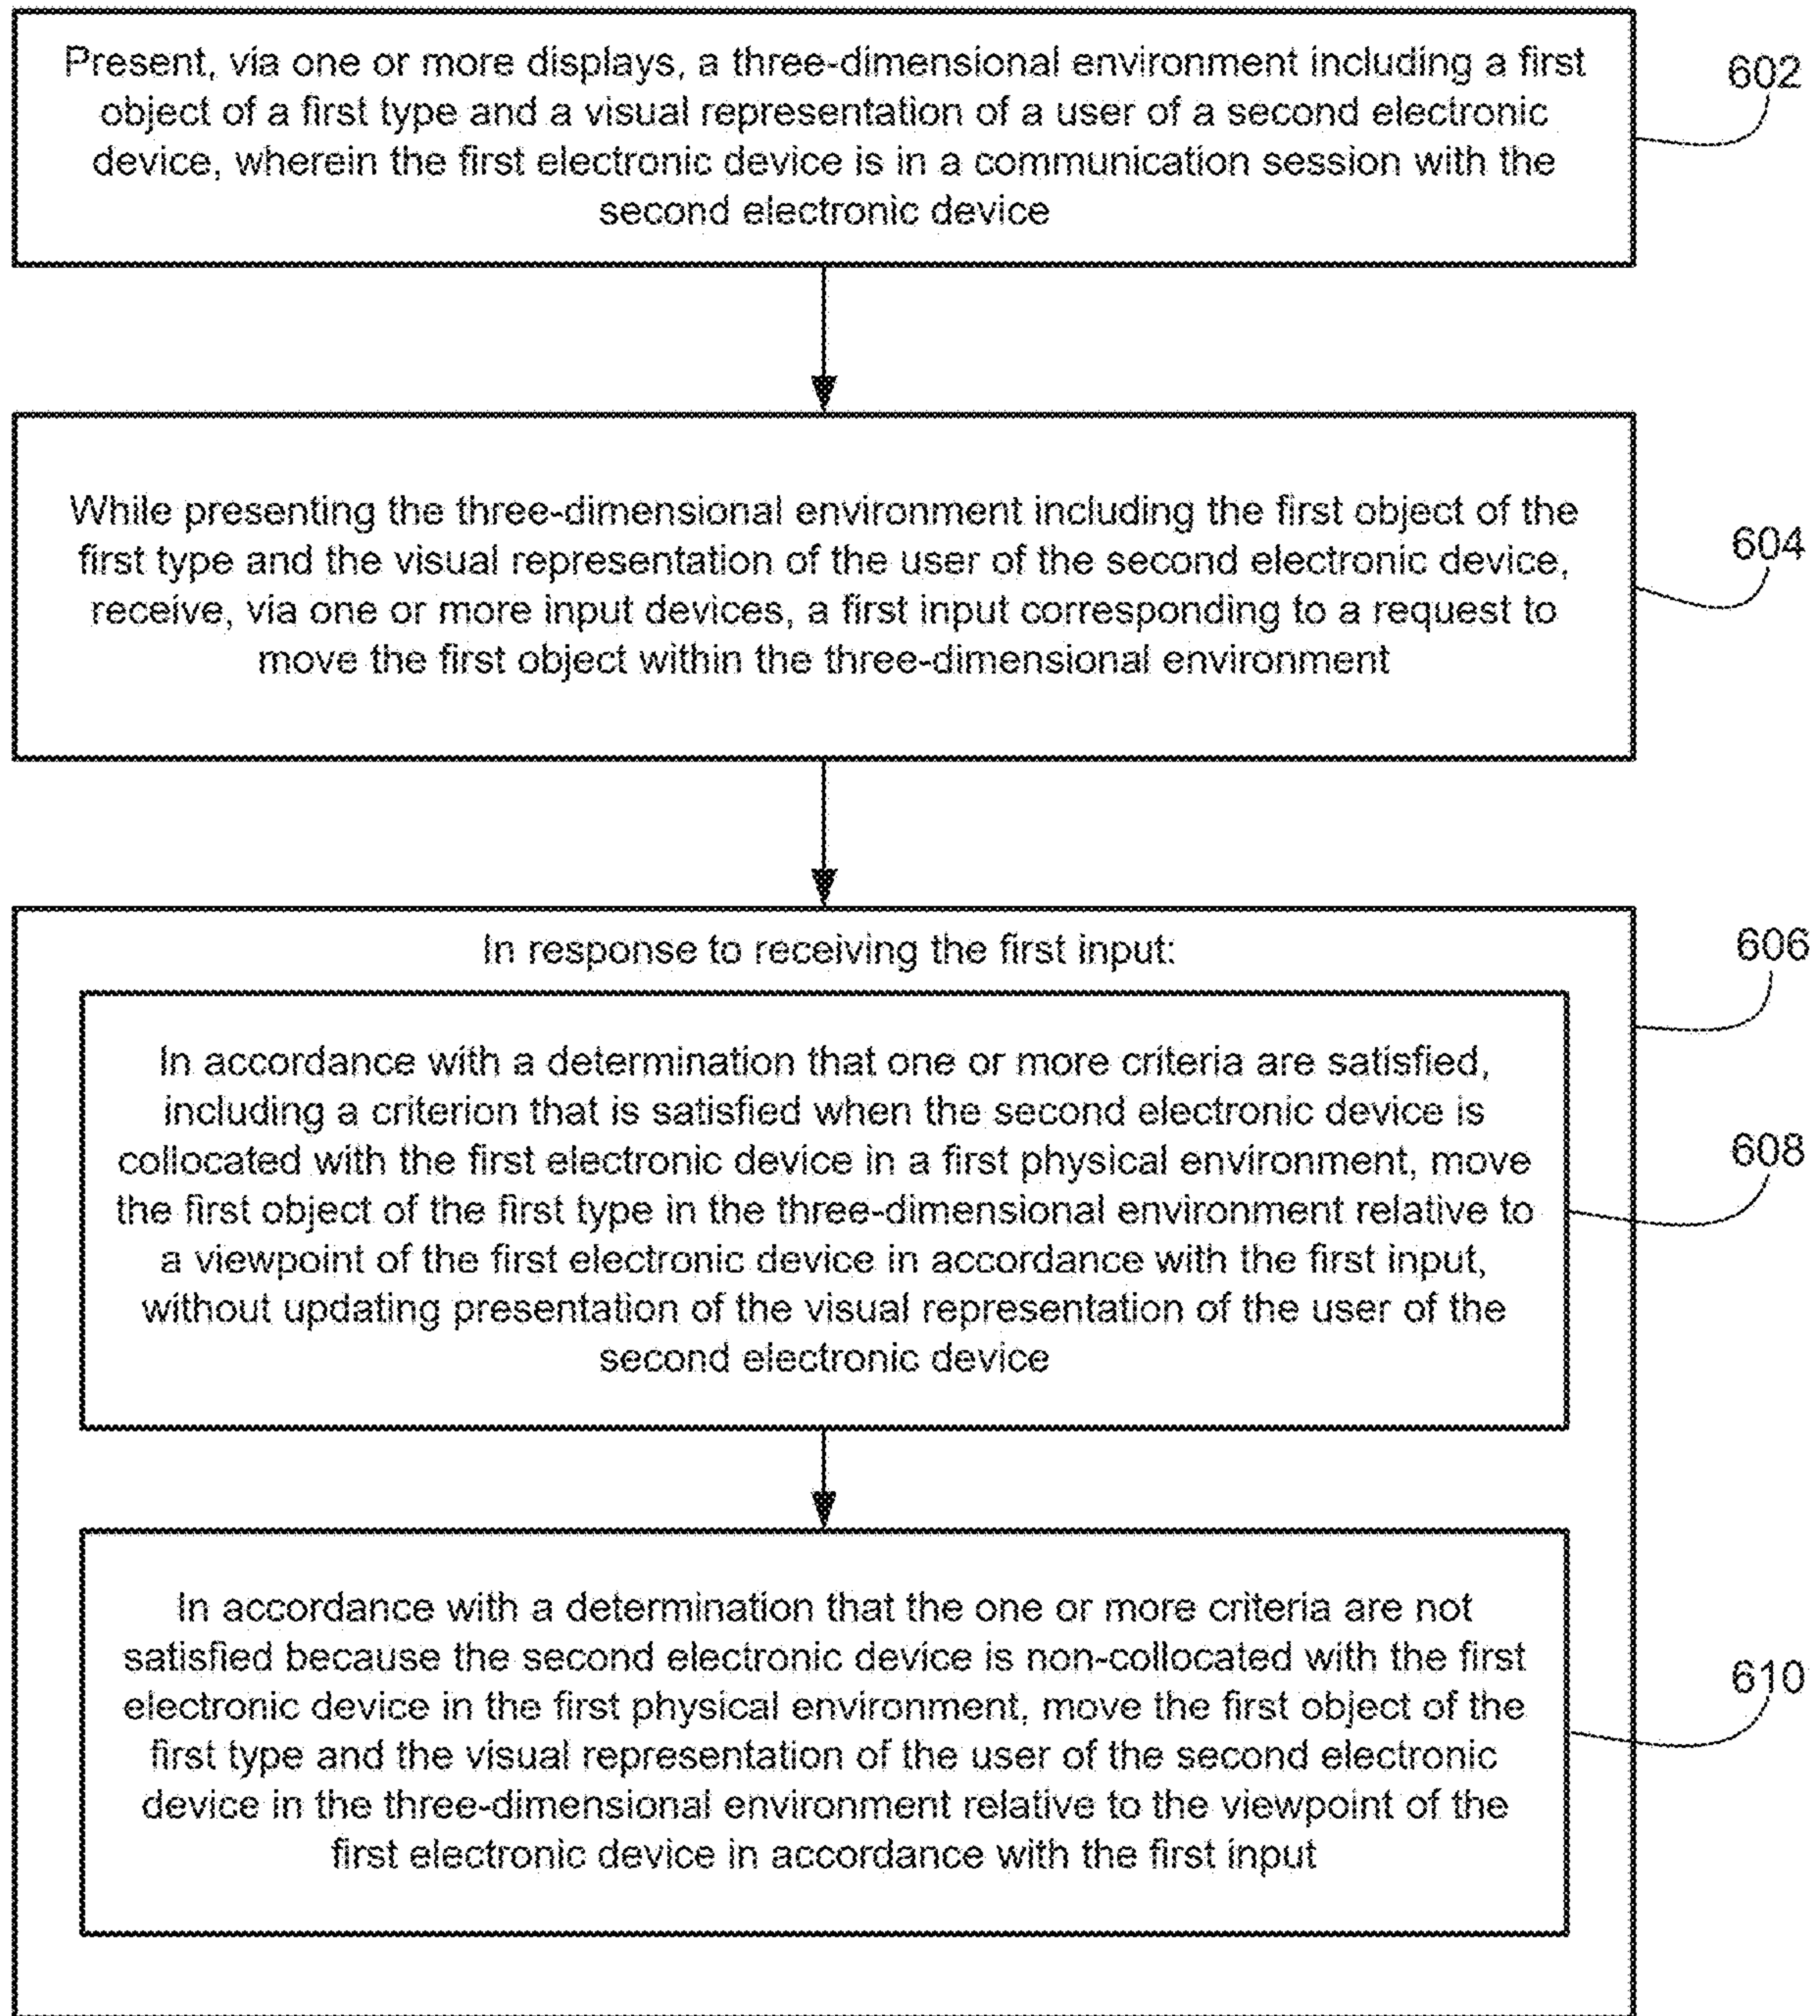 Present, via one or more displays, a three-dimensional environment including a first
object of a first type and a visual representation of a user of a second electronic
device, wherein the first electronic device is in a communication session with the
second electronic device
602
While presenting the three-dimensional environment including the first object of the
first type and the visual representation of the user of the second electronic device,
receive, via one or more input devices, a first input corresponding to a request to
move the first object within the three-dimensional environment
604
In response to receiving the first input:
606
In accordance with a determination that one or more criteria are satisfied,
including a criterion that is satisfied when the second electronic device is
collocated with the first electronic device in a first physical environment, move
the first object of the first type in the three-dimensional environment relative to
a viewpoint of the first electronic device in accordance with the first input,
without updating presentation of the visual representation of the user of the
second electronic device
608
In accordance with a determination that the one or more criteria are not
satisfied because the second electronic device is non-collocated with the first
electronic device in the first physical environment, move the first object of the
first type and the visual representation of the user of the second electronic
device in the three-dimensional environment relative to the viewpoint of the
first electronic device in accordance with the first input
610